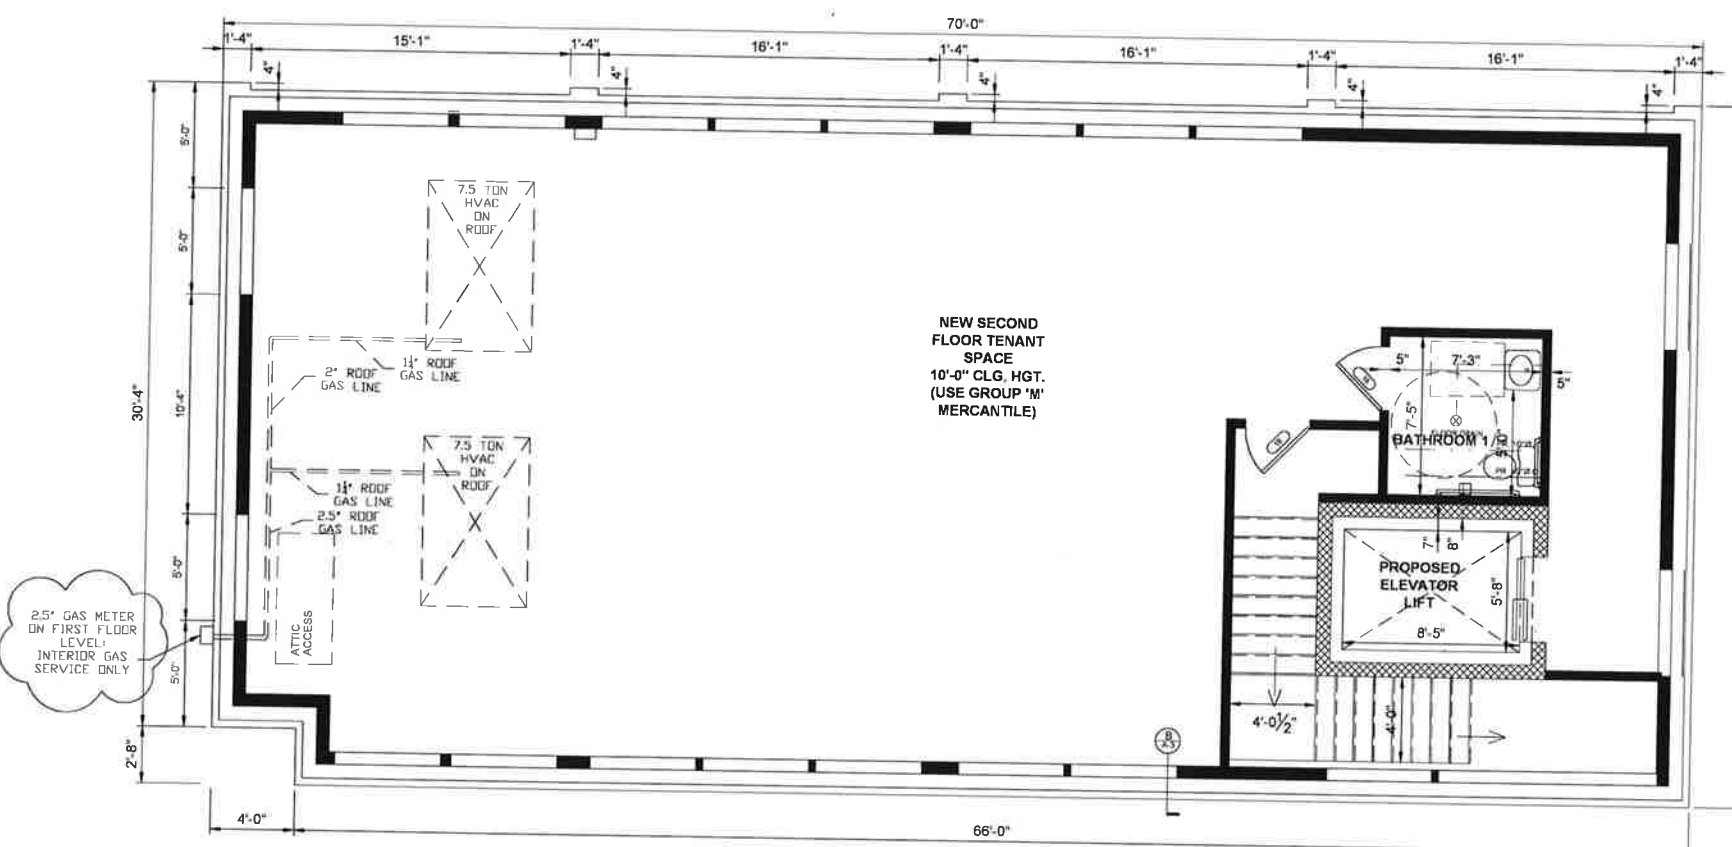 70'-0"
1'-4"
15'-1"
1'-4"
16'-1"
1'-4"
16'-1"
1'-4"
16'-1"
1'-4"
4"
4"
4"
4"
4"
5'-0"
5'-0"
10'-4"
5'-0"
5'-0"
30'-4"
2'-8"
7.5 TON
HVAC
ON
ROOF
1¼" ROOF
GAS LINE
2" ROOF
GAS LINE
7.5 TON
HVAC
ON
ROOF
1¼" ROOF
GAS LINE
2.5" ROOF
GAS LINE
ATTIC
ACCESS
2.5" GAS METER
ON FIRST FLOOR
LEVEL:
INTERIOR GAS
SERVICE ONLY
NEW SECOND
FLOOR TENANT
SPACE
10'-0" CLG. HGT.
(USE GROUP 'M'
MERCANTILE)
5"
7'-3"
5"
7'-5"
FLOOR DRAIN
BATHROOM
7"
8"
PROPOSED
ELEVATOR
LIFT
5'-8"
8'-5"
4'-0½"
4'-0"
B
A-3
4'-0"
66'-0"